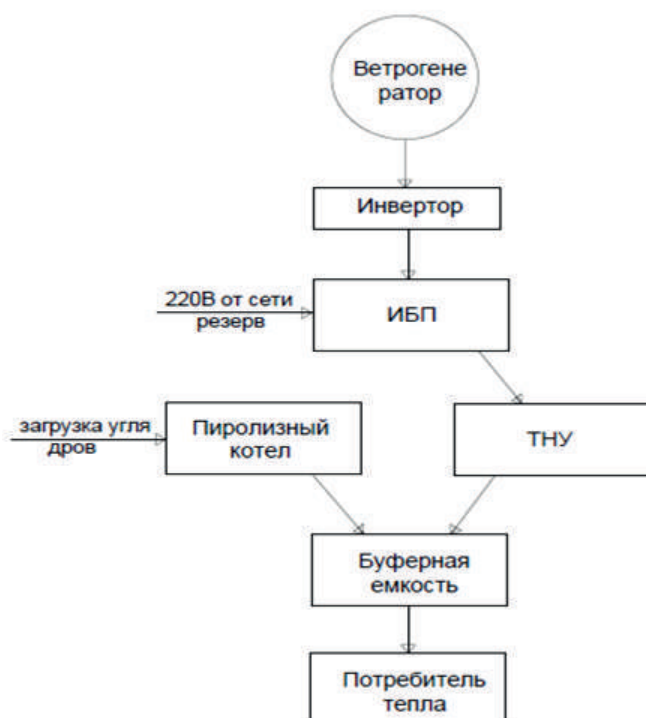 Ветрогене
ратор
Инвертор
220В от сети
резерв
ИБП
загрузка угля
дров
Пиролизный
котел
ТНУ
Буферная
емкость
Потребитель
тепла